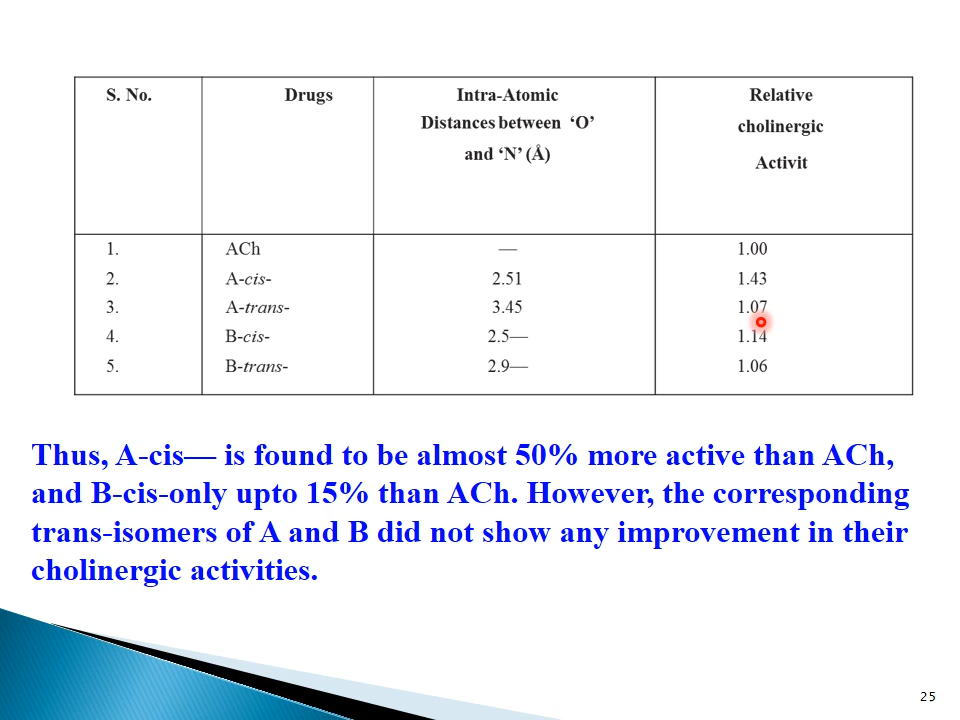 S. No. Drugs Intra-Atomic Relative
Distances between ‘O’ cholinergic
and ‘N’ (Å) Activit
1. ACh — 1.00
2. A-cis- 2.51 1.43
3. A-trans- 3.45 1.07
4. B-cis- 2.5— 1.14
5. B-trans- 2.9— 1.06
Thus, A-cis— is found to be almost 50% more active than ACh,
and B-cis-only upto 15% than ACh. However, the corresponding
trans-isomers of A and B did not show any improvement in their
cholinergic activities.
25